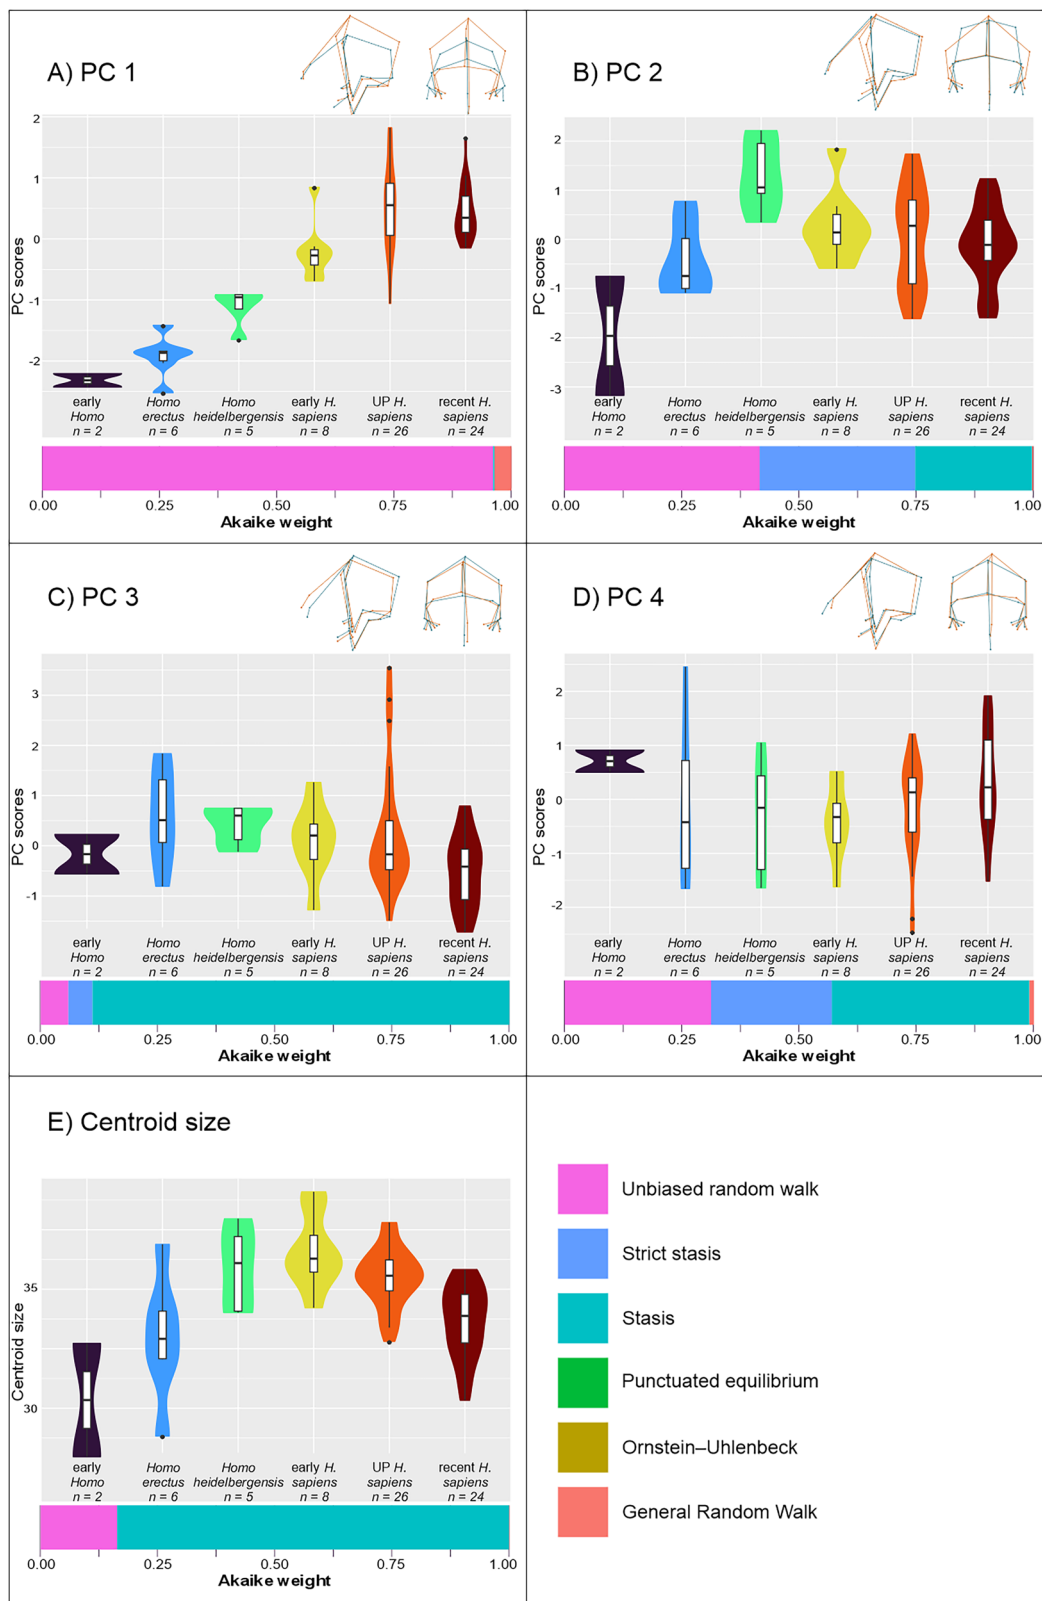 A) PC 1
2
1
0
-1
-2
PC scores
early Homo n = 2
Homo erectus n = 6
Homo heidelbergensis n = 5
early H. sapiens n = 8
UP H. sapiens n = 26
recent H. sapiens n = 24
0.00 0.25 0.50 0.75 1.00
Akaike weight
B) PC 2
2
1
0
-1
-2
-3
PC scores
early Homo n = 2
Homo erectus n = 6
Homo heidelbergensis n = 5
early H. sapiens n = 8
UP H. sapiens n = 26
recent H. sapiens n = 24
0.00 0.25 0.50 0.75 1.00
Akaike weight
C) PC 3
3
2
1
0
-1
PC scores
early Homo n = 2
Homo erectus n = 6
Homo heidelbergensis n = 5
early H. sapiens n = 8
UP H. sapiens n = 26
recent H. sapiens n = 24
0.00 0.25 0.50 0.75 1.00
Akaike weight
D) PC 4
2
1
0
-1
-2
PC scores
early Homo n = 2
Homo erectus n = 6
Homo heidelbergensis n = 5
early H. sapiens n = 8
UP H. sapiens n = 26
recent H. sapiens n = 24
0.00 0.25 0.50 0.75 1.00
Akaike weight
E) Centroid size
35
30
Centroid size
early Homo n = 2
Homo erectus n = 6
Homo heidelbergensis n = 5
early H. sapiens n = 8
UP H. sapiens n = 26
recent H. sapiens n = 24
0.00 0.25 0.50 0.75 1.00
Akaike weight
Unbiased random walk
Strict stasis
Stasis
Punctuated equilibrium
Ornstein–Uhlenbeck
General Random Walk